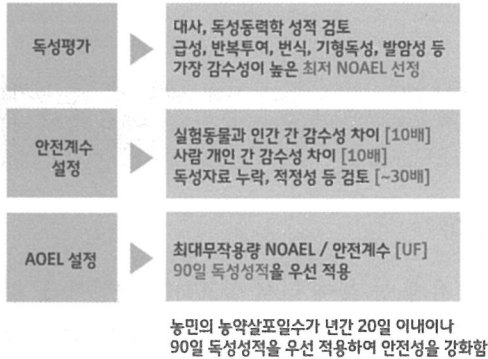 독성평가
대사, 독성동력학 성적 검토
급성, 반복투여, 번식, 기형독성, 발암성 등
가장 감수성이 높은 최저 NOAEL 선정
안전계수
설정
실험동물과 인간 간 감수성 차이 [10배]
사람 개인 간 감수성 차이 [10배]
독성자료 누락, 적정성 등 검토 [~30배]
AOEL 설정
최대무작용량 NOAEL / 안전계수 [UF]
90일 독성성적을 우선 적용
농민의 농약살포일수가 년간 20일 이내이나
90일 독성성적을 우선 적용하여 안전성을 강화함